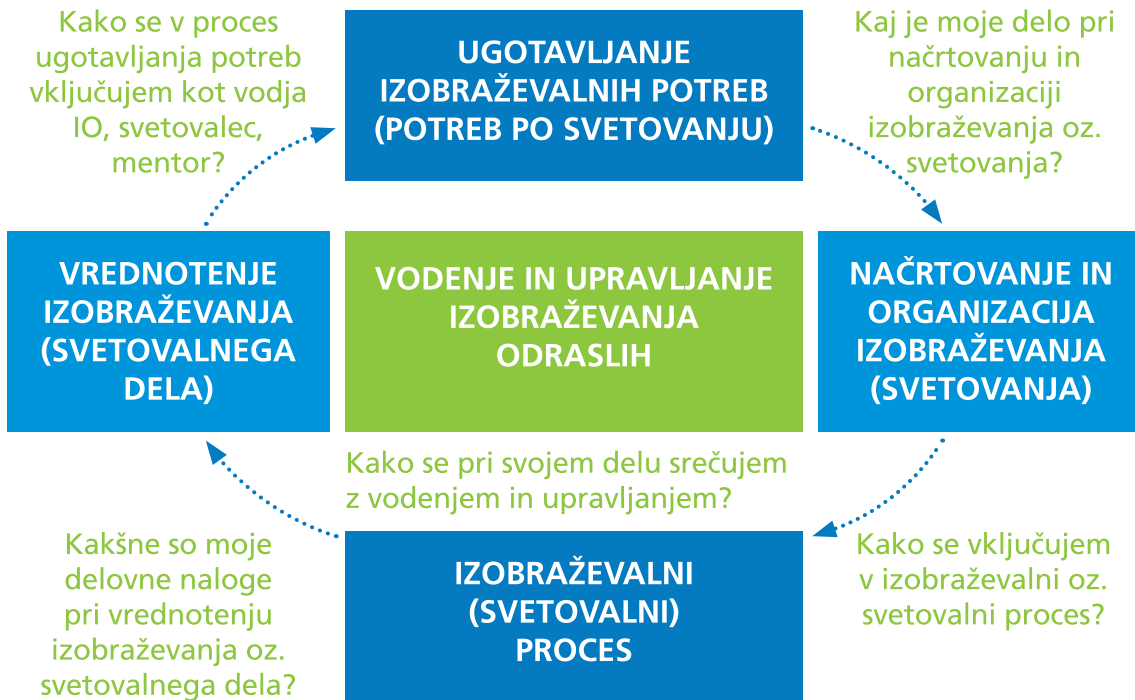 Kako se v proces
ugotavljanja potreb
vključujem kot vodja
IO, svetovalec,
mentor?
UGOTAVLJANJE
IZOBRAŽEVALNIH POTREB
(POTREB PO SVETOVANJU)
Kaj je moje delo pri
načrtovanju in
organizaciji
izobraževanja oz.
svetovanja?
VREDNOTENJE
IZOBRAŽEVANJA
(SVETOVALNEGA
DELA)
VODENJE IN UPRAVLJANJE
IZOBRAŽEVANJA
ODRASLIH
NAČRTOVANJE IN
ORGANIZACIJA
IZOBRAŽEVANJA
(SVETOVANJA)
Kako se pri svojem delu srečujem
z vodenjem in upravljanjem?
Kakšne so moje
delovne naloge
pri vrednotenju
izobraževanja oz.
svetovalnega dela?
IZOBRAŽEVALNI
(SVETOVALNI)
PROCES
Kako se vključujem
v izobraževalni oz.
svetovalni proces?